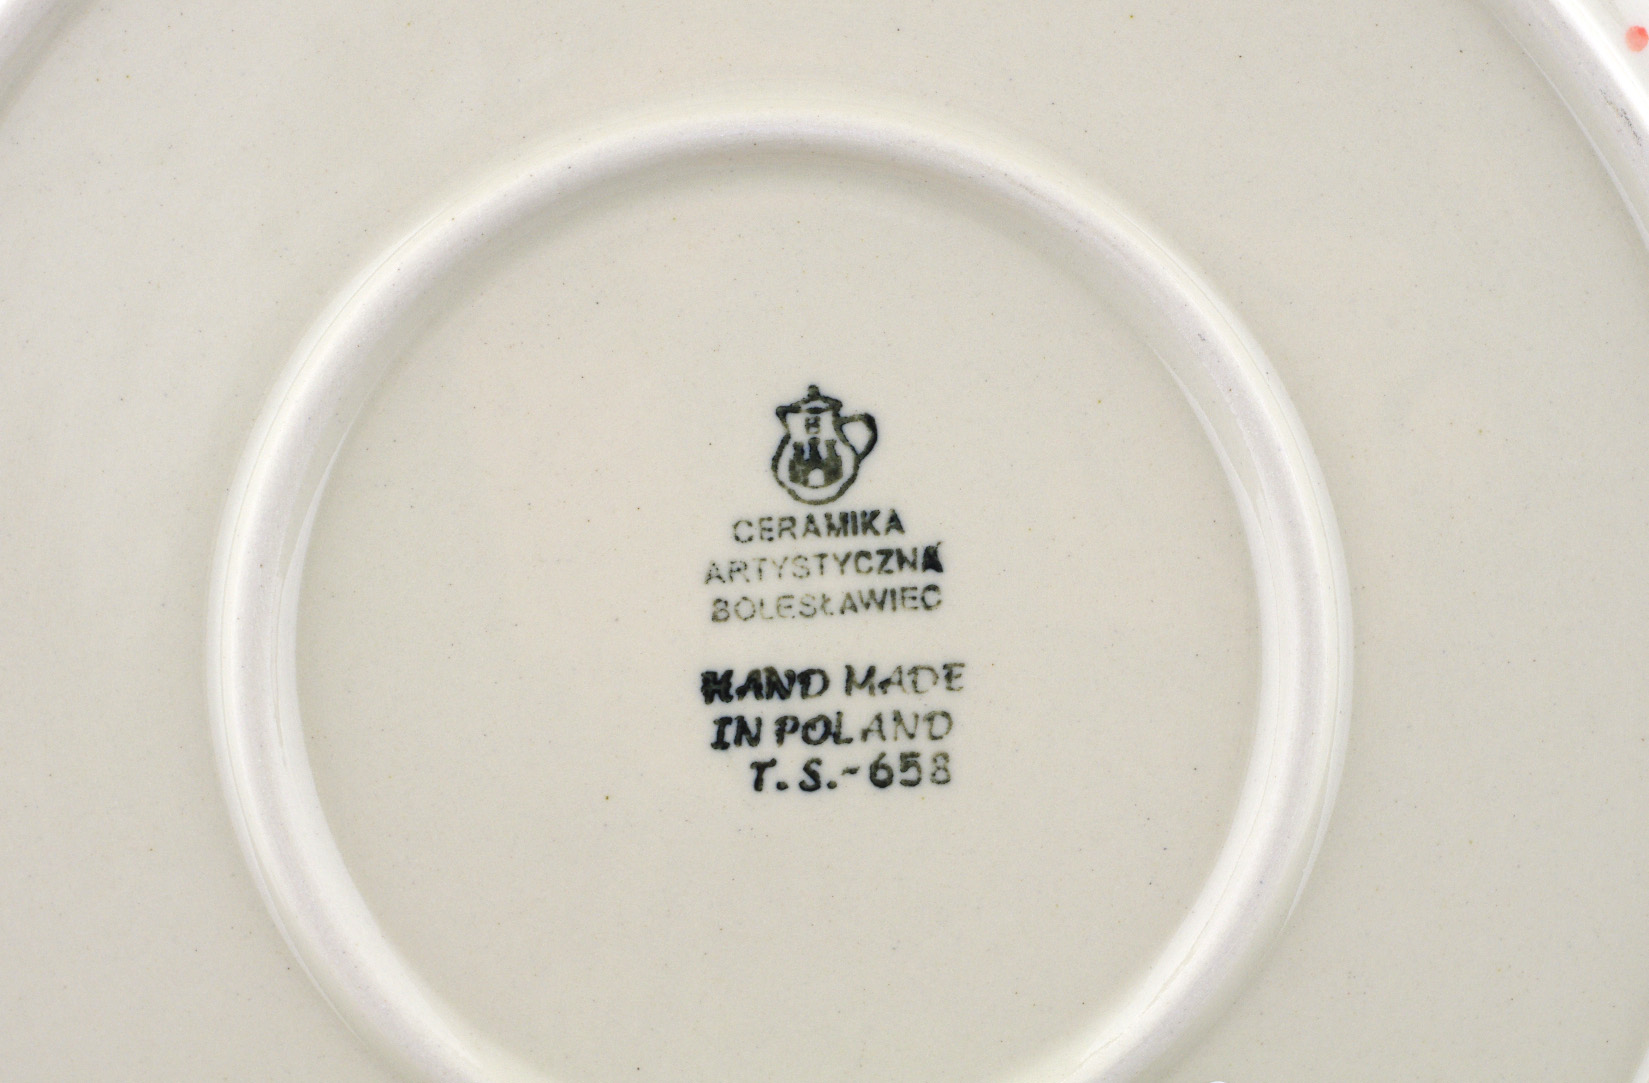 B
CERAMIKA
ARTYSTYCZNA
BOLESŁAWIEC
HAND MADE
IN POLAND
T.S.-658